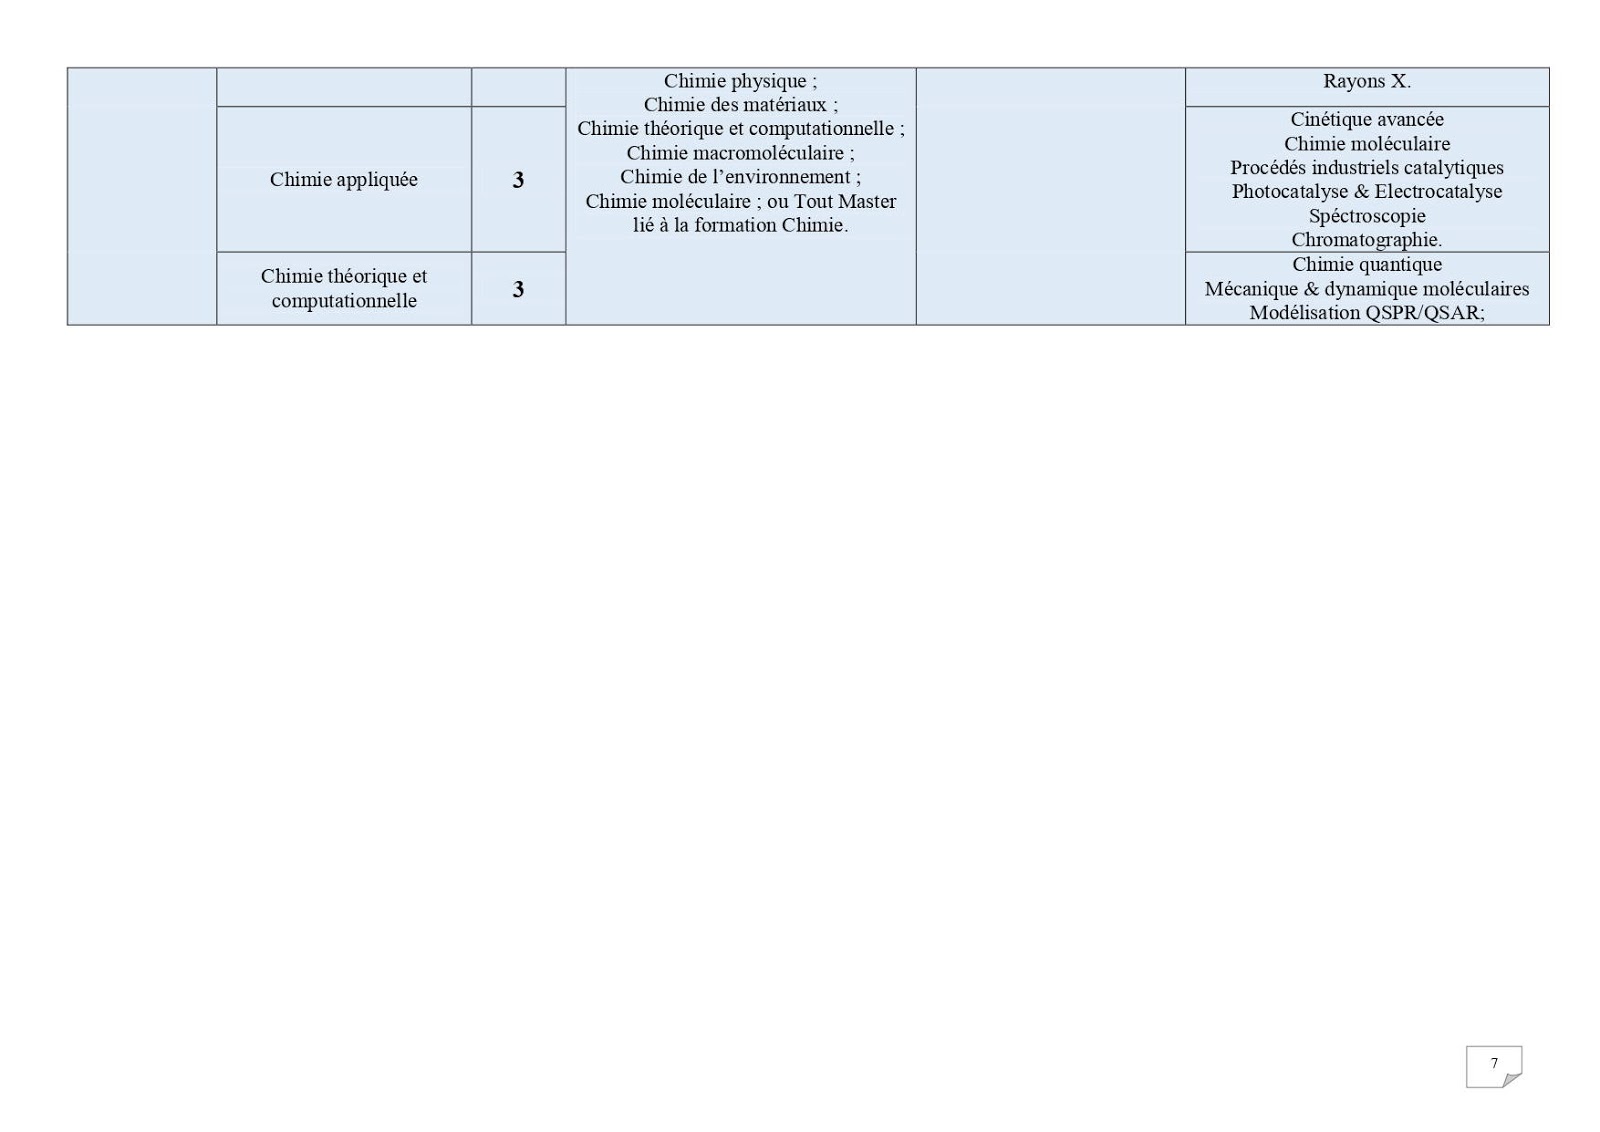 Chimie physique ;
Chimie des matériaux ;
Chimie théorique et computationnelle ;
Chimie macromoléculaire ;
Chimie de l’environnement ;
Chimie moléculaire ; ou Tout Master
lié à la formation Chimie.
Rayons X.
Chimie appliquée
3
Cinétique avancée
Chimie moléculaire
Procédés industriels catalytiques
Photocatalyse & Electrocatalyse
Spéctroscopie
Chromatographie.
Chimie théorique et
computationnelle
3
Chimie quantique
Mécanique & dynamique moléculaires
Modélisation QSPR/QSAR;
7